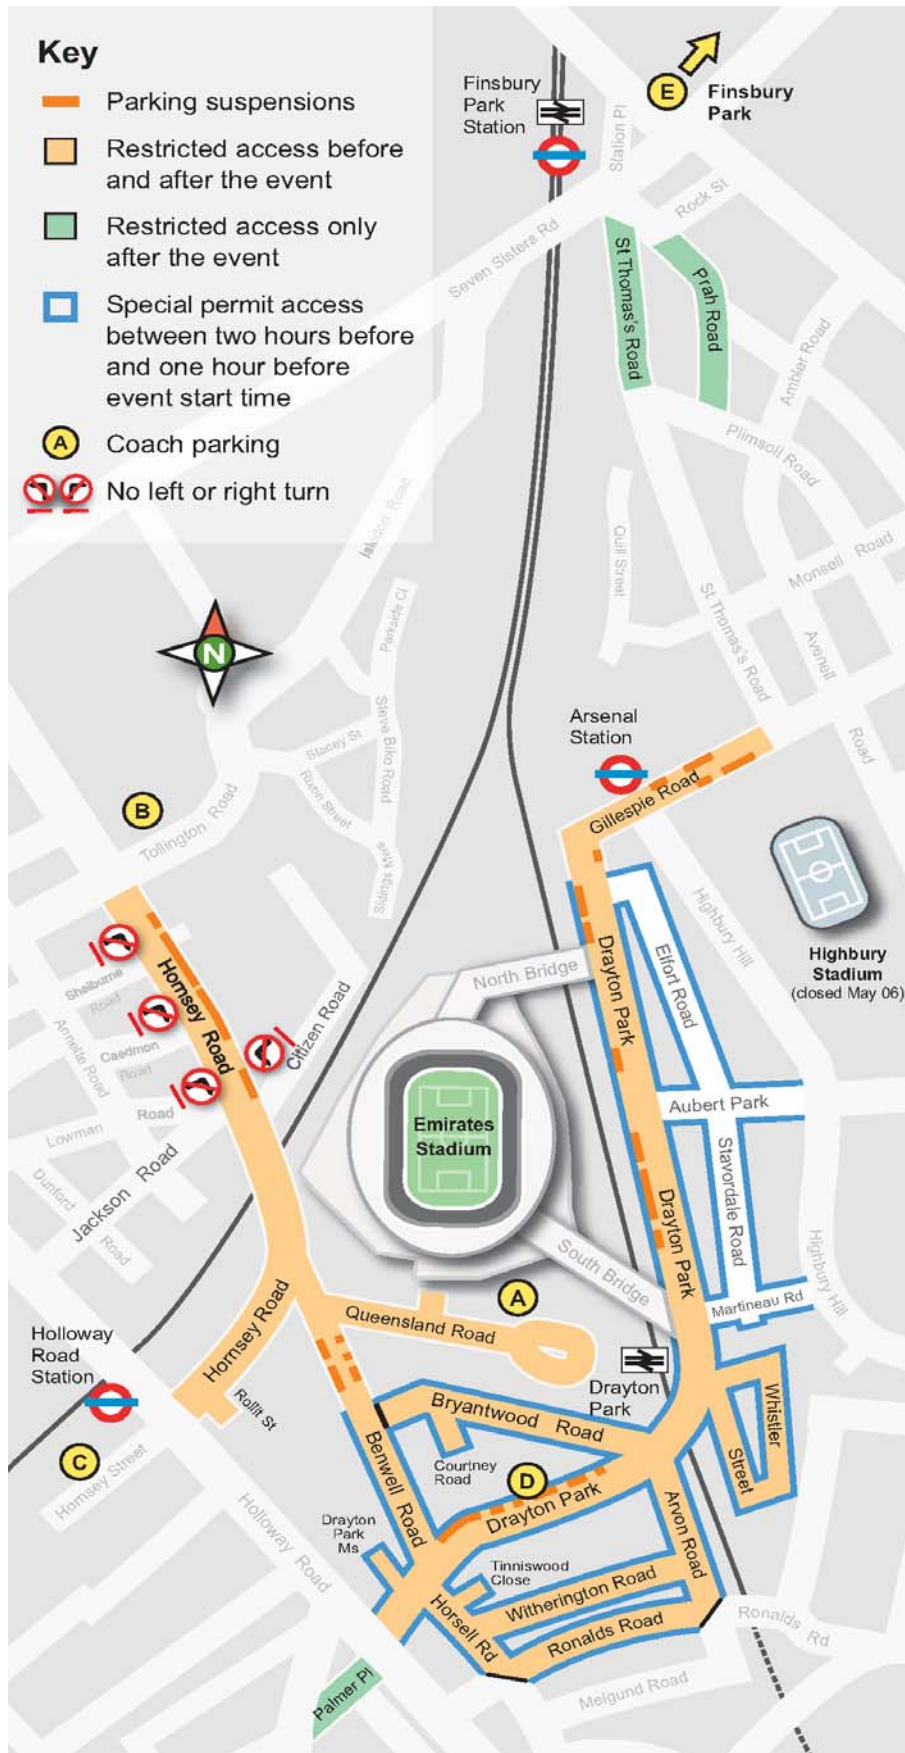 Key
Parking suspensions
Restricted access before
and after the event
Restricted access only
after the event
Special permit access
between two hours before
and one hour before
event start time
A
Coach parking
No left or right turn
Finsbury
Park
Station
E
Finsbury
Park
Station Pl
Rock St
Seven Sisters Rd
St Thomas's Road
Prah Road
Ambler Road
Plimsoll Road
Quill Street
Monsell Road
St Thomas's Road
Avenell
Road
Parkside Cl
N
Stacey St
Steve Biko Road
Rixon Street
Sidings Mws
B
Tollington Road
Arsenal
Station
Gillespie Road
Highbury
Stadium
(closed May 06)
Highbury Hill
Elfort Road
Drayton Park
North Bridge
Hornsey Road
Shelburne
Road
Citizen Road
Annette Road
Caedmon
Road
Lowman
Road
Jackson Road
Dunford
Road
Emirates
Stadium
Aubert Park
Stavordale Road
Drayton Park
South Bridge
Highbury Hill
Martineau Rd
A
Queensland Road
Hornsey Road
Holloway
Road
Station
Rollit St
Drayton
Park
Whistler
Street
Bryantwood Road
Courtney
Road
Benwell Road
C
Hornsey Street
D
Drayton Park
Arvon Road
Holloway Road
Drayton
Park
Ms
Tinniswood
Close
Witherington Road
Horsell Rd
Ronalds Road
Ronalds Rd
Melgund Road
Palmer Pl